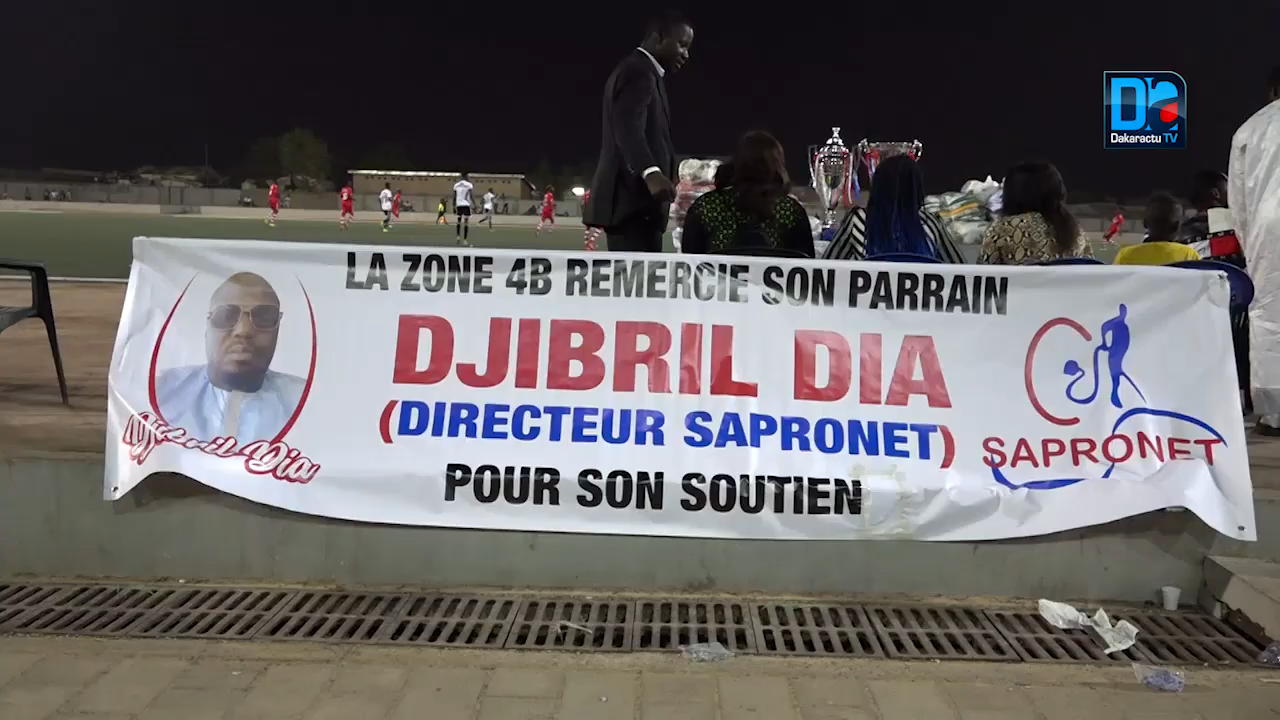 Dakaractu TV
LA ZONE 4B REMERCIE SON PARRAIN
DJIBRIL DIA
(DIRECTEUR SAPRONET)
POUR SON SOUTIEN
Djibril Dia
SAPRONET